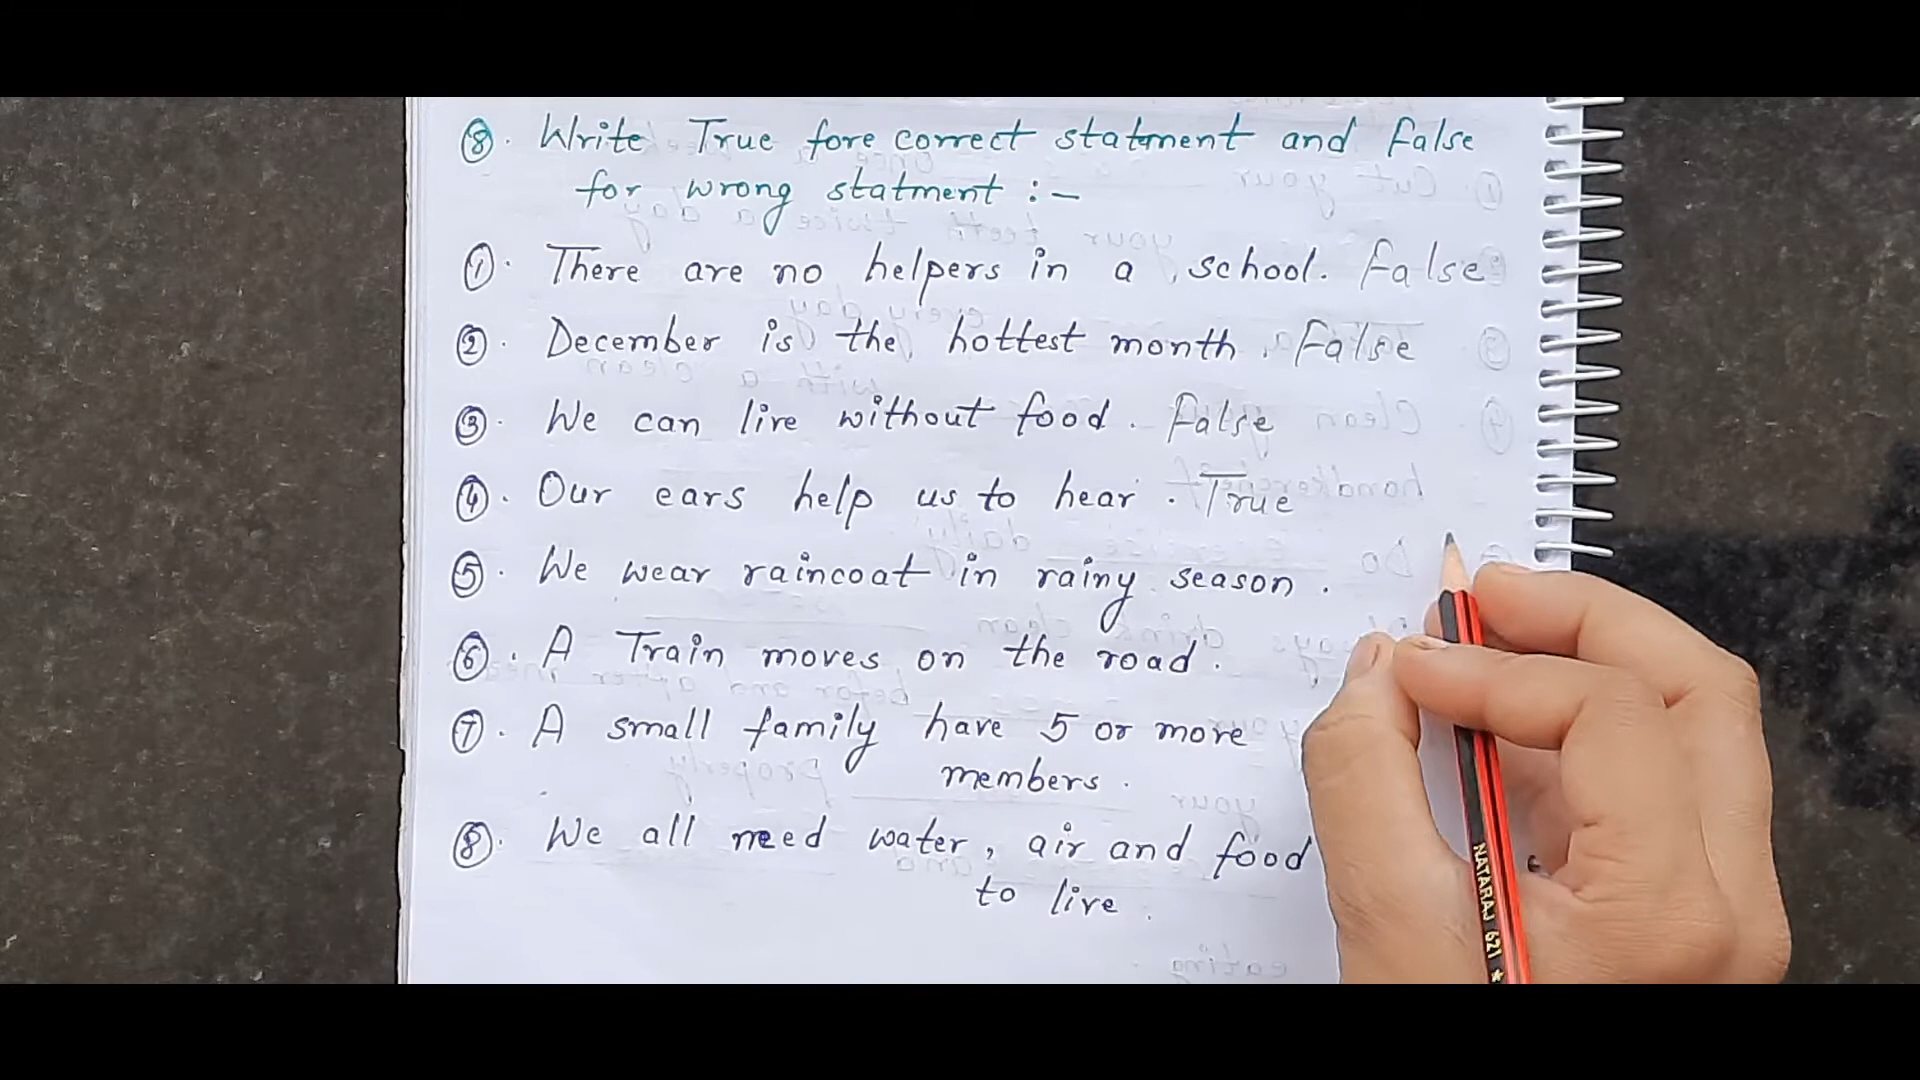 8. Write True fore correct statment and false
for wrong statment :-
1. There are no helpers in a school. False
2. December is the hottest month. False
3. We can live without food. False
4. Our ears help us to hear. True
5. We wear raincoat in rainy season.
6. A Train moves on the road.
7. A small family have 5 or more
members.
8. We all need water, air and food
to live.
NATARAJ 621